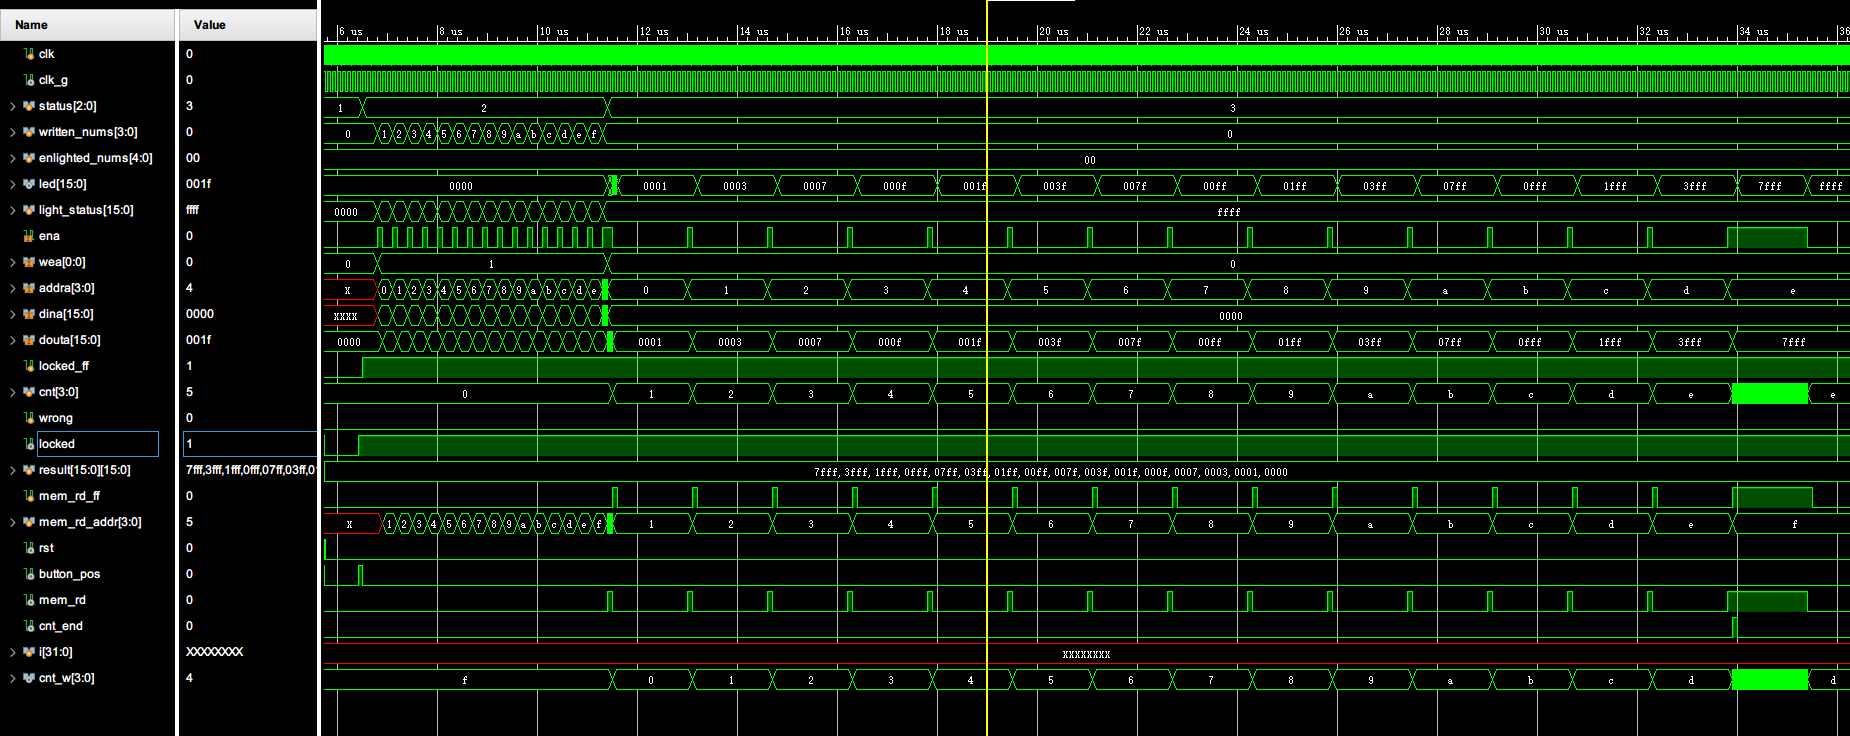 Name Value 6 us 8 us 10 us 12 us 14 us 16 us 18 us 20 us 22 us 24 us 26 us 28 us 30 us 32 us 34 us 36
clk 0
clk_g 0
status[2:0] 3 1 2 3
written_nums[3:0] 0 0 1 2 3 4 5 6 7 8 9 a b c d e f 0
enlighted_nums[4:0] 00 00
led[15:0] 001f 0000 0001 0003 0007 000f 001f 003f 007f 00ff 01ff 03ff 07ff 0fff 1fff 3fff 7fff ffff
light_status[15:0] ffff 0000 ffff
ena 0
wea[0:0] 0 0 1 0
addra[3:0] 4 X 0 1 2 3 4 5 6 7 8 9 a b c d e 0 1 2 3 4 5 6 7 8 9 a b c d e
dina[15:0] 0000 XXXX 0000
douta[15:0] 001f 0000 0001 0003 0007 000f 001f 003f 007f 00ff 01ff 03ff 07ff 0fff 1fff 3fff 7fff
locked_ff 1
cnt[3:0] 5 0 1 2 3 4 5 6 7 8 9 a b c d e e
wrong 0
locked 1
result[15:0][15:0] 7fff,3fff,1fff,0fff,07ff,03ff,0 7fff,3fff,1fff,0fff,07ff,03ff,01ff,00ff,007f,003f,001f,000f,0007,0003,0001,0000
mem_rd_ff 0
mem_rd_addr[3:0] 5 X 1 2 3 4 5 6 7 8 9 a b c d e f 1 2 3 4 5 6 7 8 9 a b c d e f
rst 0
button_pos 0
mem_rd 0
cnt_end 0
i[31:0] XXXXXXXX XXXXXXXX
cnt_w[3:0] 4 f 0 1 2 3 4 5 6 7 8 9 a b c d d